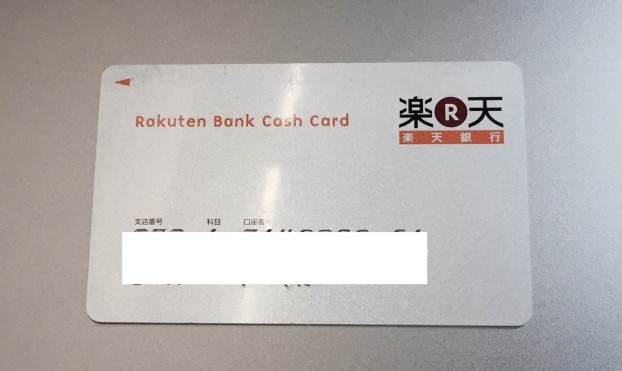 Rakuten Bank Cash Card
楽R天
楽天銀行
支店番号 科目 口座番号